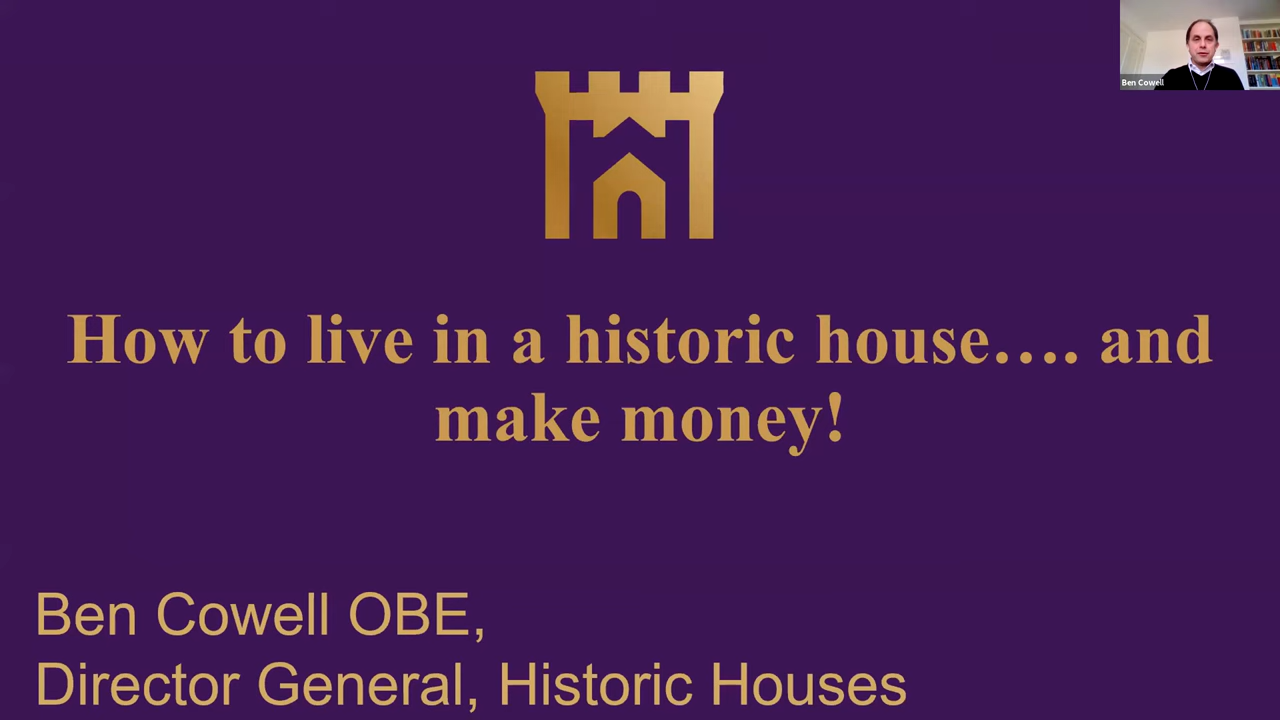 Ben Cowell
How to live in a historic house…. and
make money!
Ben Cowell OBE,
Director General, Historic Houses